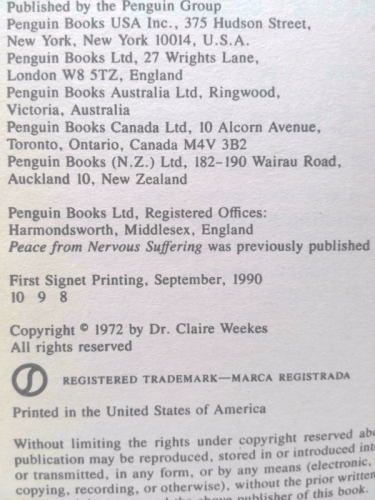 Published by the Penguin Group
Penguin Books USA Inc., 375 Hudson Street,
New York, New York 10014, U.S.A.
Penguin Books Ltd, 27 Wrights Lane,
London W8 5TZ, England
Penguin Books Australia Ltd, Ringwood,
Victoria, Australia
Penguin Books Canada Ltd, 10 Alcorn Avenue,
Toronto, Ontario, Canada M4V 3B2
Penguin Books (N.Z.) Ltd, 182–190 Wairau Road,
Auckland 10, New Zealand
Penguin Books Ltd, Registered Offices:
Harmondsworth, Middlesex, England
Peace from Nervous Suffering was previously published
First Signet Printing, September, 1990
10 9 8
Copyright © 1972 by Dr. Claire Weekes
All rights reserved
REGISTERED TRADEMARK—MARCA REGISTRADA
Printed in the United States of America
Without limiting the rights under copyright reserved
publication may be reproduced, stored in or introduced
or transmitted, in any form, or by any means (electronic,
copying, recording, or otherwise), without the prior written
the above publisher of this book.